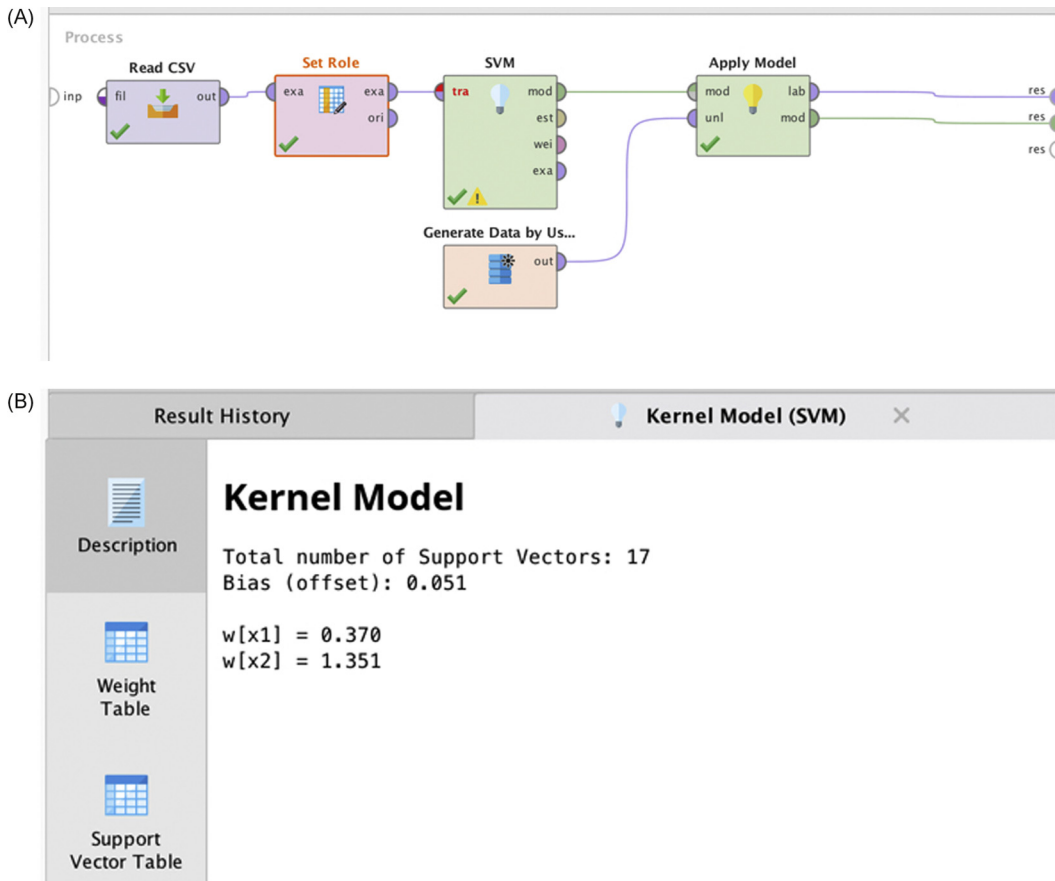 (A)
Process
Read CSV
Set Role
SVM
Apply Model
inp
fil
out
exa
exa
ori
tra
mod
est
wei
exa
mod
unl
lab
mod
res
res
res
Generate Data by Us...
out
(B)
Result History
Kernel Model (SVM)
Kernel Model
Description
Total number of Support Vectors: 17
Bias (offset): 0.051
w[x1] = 0.370
w[x2] = 1.351
Weight
Table
Support
Vector Table